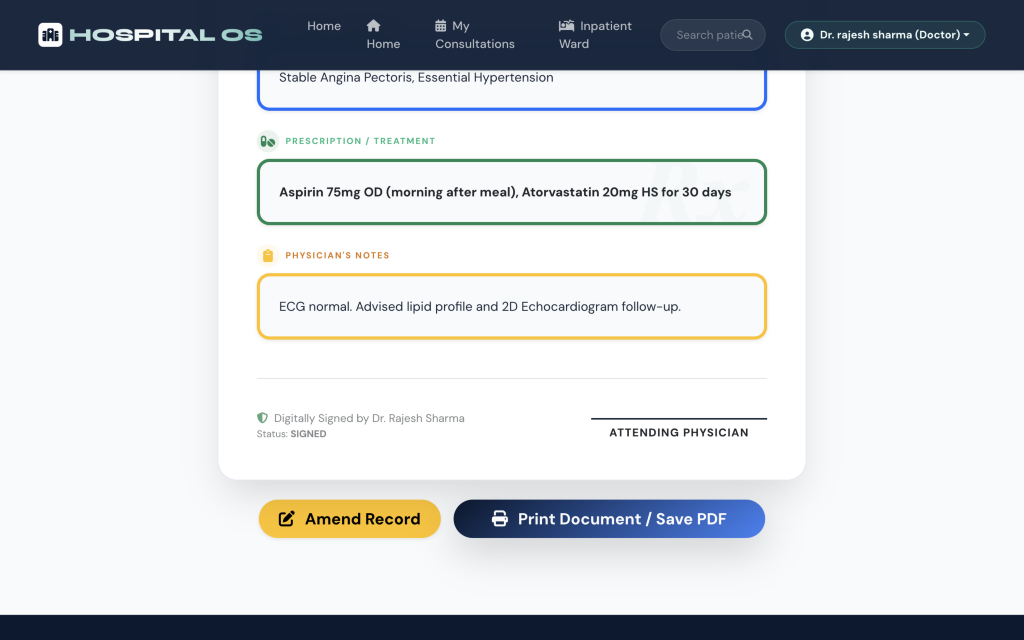 HOSPITAL OS
Home
Home
My Consultations
Inpatient Ward
Search patie
Dr. rajesh sharma (Doctor)
Stable Angina Pectoris, Essential Hypertension
PRESCRIPTION / TREATMENT
Rx
Aspirin 75mg OD (morning after meal), Atorvastatin 20mg HS for 30 days
PHYSICIAN'S NOTES
ECG normal. Advised lipid profile and 2D Echocardiogram follow-up.
Digitally Signed by Dr. Rajesh Sharma
Status: SIGNED
ATTENDING PHYSICIAN
Amend Record
Print Document / Save PDF